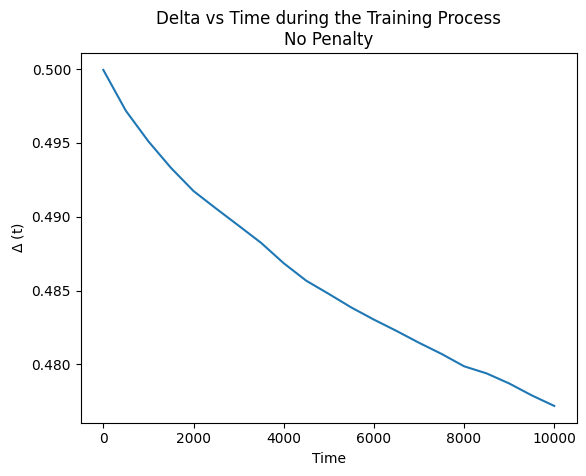 Delta vs Time during the Training Process
No Penalty
0.500
0.495
0.490
0.485
0.480
Δ (t)
0 2000 4000 6000 8000 10000
Time